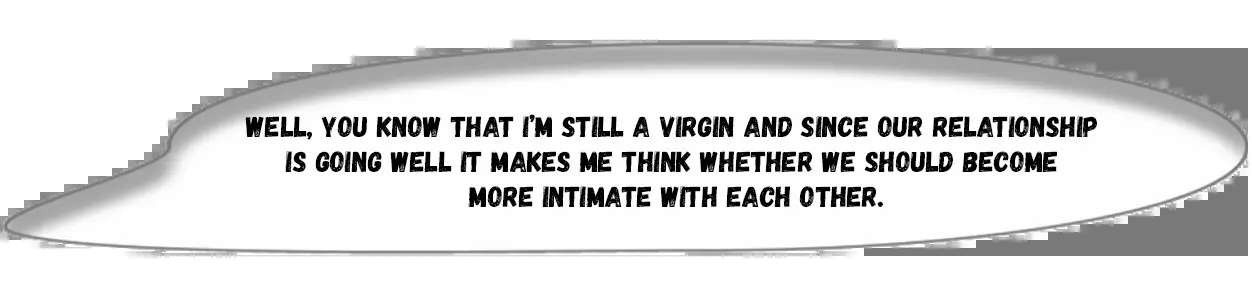 WELL, YOU KNOW THAT I'M STILL A VIRGIN AND SINCE OUR RELATIONSHIP
IS GOING WELL IT MAKES ME THINK WHETHER WE SHOULD BECOME
MORE INTIMATE WITH EACH OTHER.